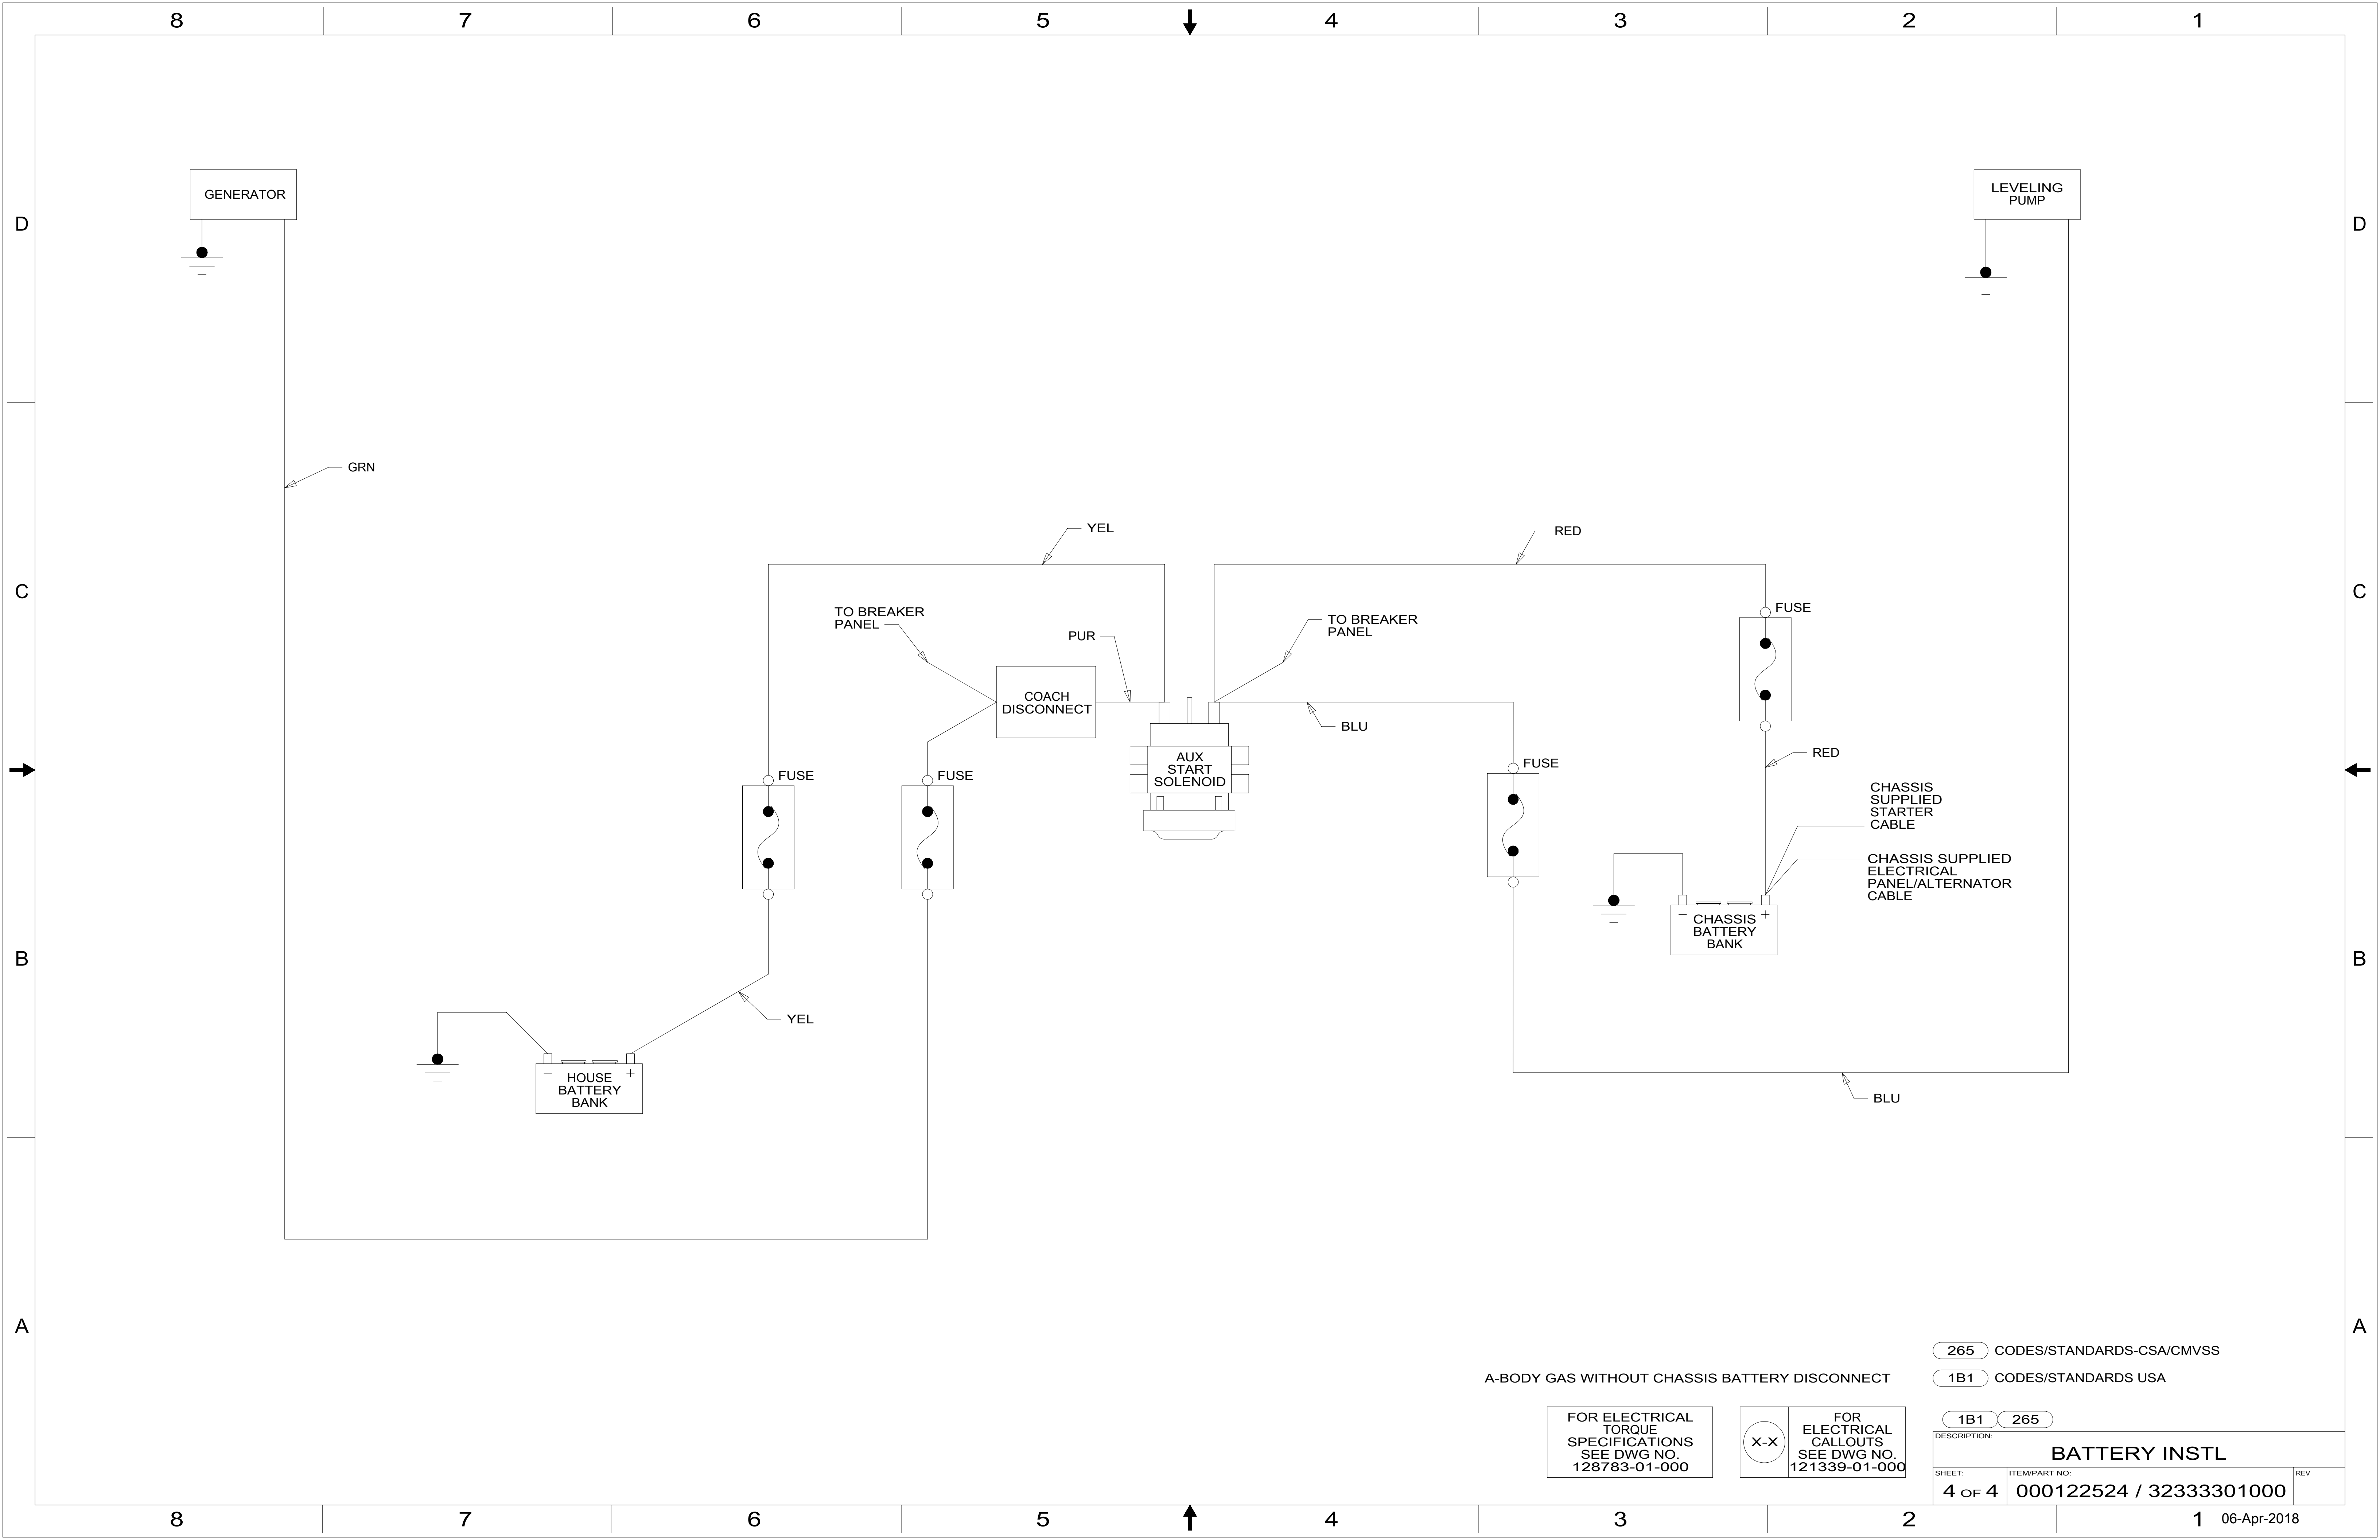 8 7 6 5 4 3 2 1
GENERATOR
LEVELING
PUMP
D D
GRN
YEL
RED
C C
TO BREAKER
PANEL
PUR
TO BREAKER
PANEL
FUSE
COACH
DISCONNECT
BLU
RED
AUX
START
SOLENOID
FUSE
FUSE
FUSE
CHASSIS
SUPPLIED
STARTER
CABLE
CHASSIS SUPPLIED
ELECTRICAL
PANEL/ALTERNATOR
CABLE
- +
CHASSIS
BATTERY
BANK
B B
YEL
- +
HOUSE
BATTERY
BANK
BLU
A A
265 CODES/STANDARDS-CSA/CMVSS
A-BODY GAS WITHOUT CHASSIS BATTERY DISCONNECT
1B1 CODES/STANDARDS USA
FOR ELECTRICAL
TORQUE
SPECIFICATIONS
SEE DWG NO.
128783-01-000
X-X
FOR
ELECTRICAL
CALLOUTS
SEE DWG NO.
121339-01-000
1B1 265
DESCRIPTION:
BATTERY INSTL
SHEET:
4 OF 4
ITEM/PART NO:
000122524 / 32333301000
REV
8 7 6 5 4 3 2 1
06-Apr-2018